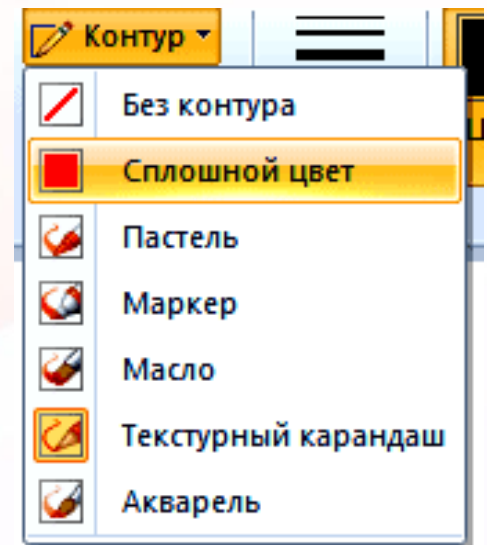 Контур
Без контура
Сплошной цвет
Пастель
Маркер
Масло
Текстурный карандаш
Акварель